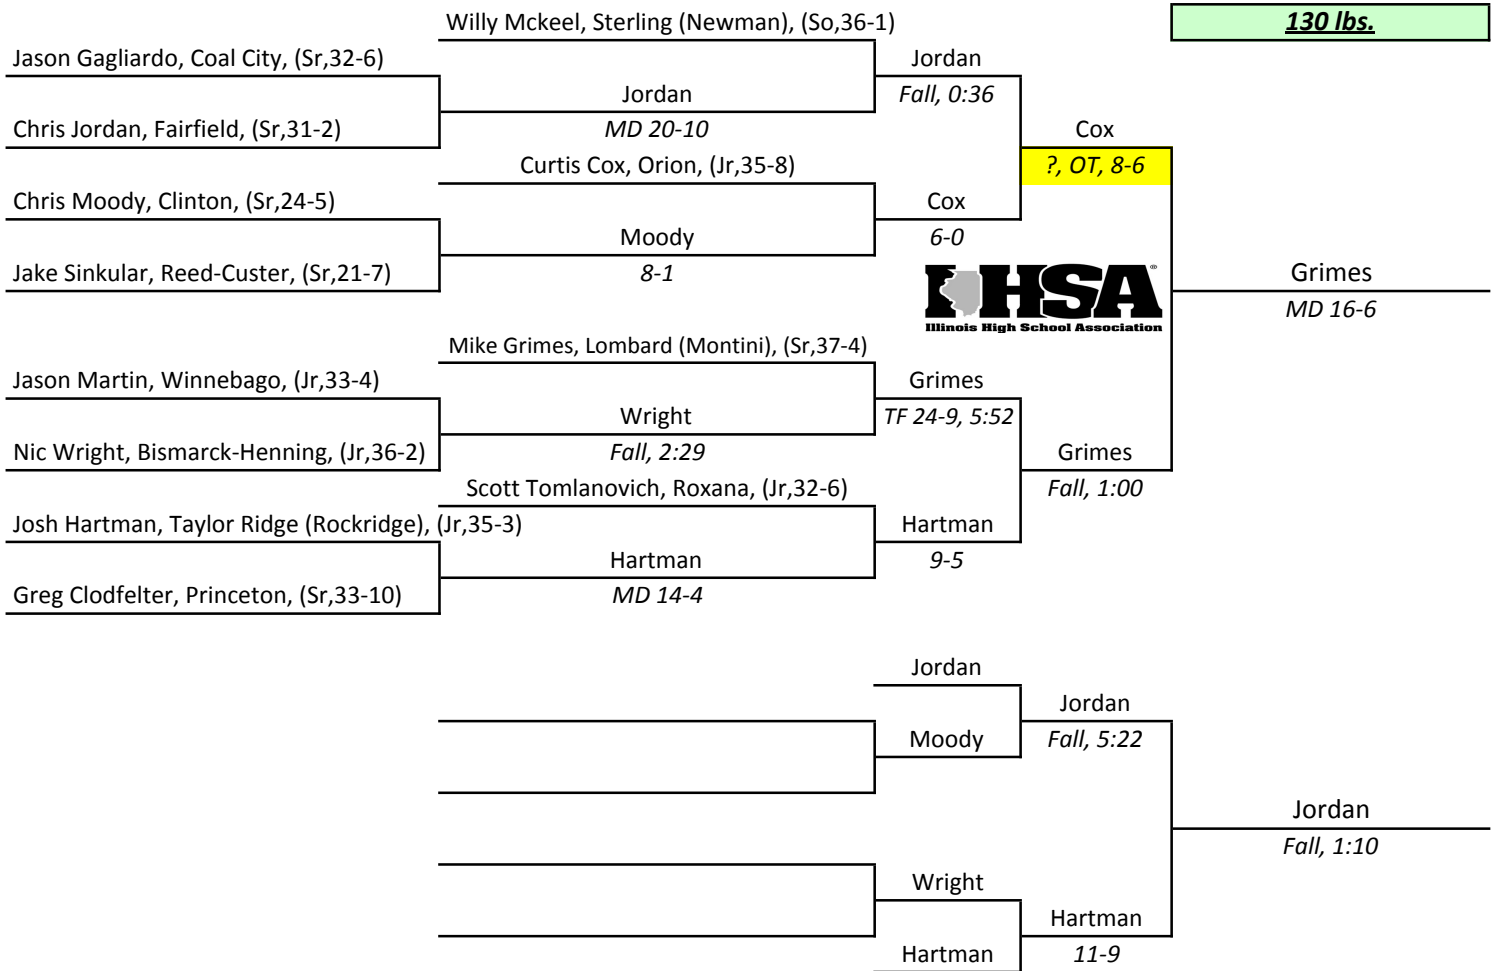 Willy Mckeel, Sterling (Newman), (So,36-1)
130 lbs.
Jason Gagliardo, Coal City, (Sr,32-6)
Jordan
Jordan
Fall, 0:36
Chris Jordan, Fairfield, (Sr,31-2)
MD 20-10
Cox
Curtis Cox, Orion, (Jr,35-8)
?, OT, 8-6
Chris Moody, Clinton, (Sr,24-5)
Cox
Moody
6-0
Jake Sinkular, Reed-Custer, (Sr,21-7)
8-1
IHSA®
Illinois High School Association
Grimes
MD 16-6
Mike Grimes, Lombard (Montini), (Sr,37-4)
Jason Martin, Winnebago, (Jr,33-4)
Grimes
Wright
TF 24-9, 5:52
Nic Wright, Bismarck-Henning, (Jr,36-2)
Fall, 2:29
Grimes
Scott Tomlanovich, Roxana, (Jr,32-6)
Fall, 1:00
Josh Hartman, Taylor Ridge (Rockridge), (Jr,35-3)
Hartman
Hartman
9-5
Greg Clodfelter, Princeton, (Sr,33-10)
MD 14-4
Jordan
Jordan
Moody
Fall, 5:22
Jordan
Fall, 1:10
Wright
Hartman
Hartman
11-9